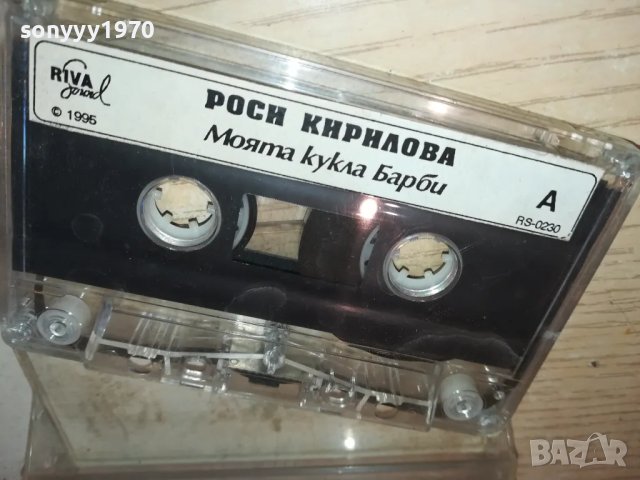 sonyyy1970
RIVA
Sound
© 1995
РОСИ КИРИЛОВА
Моята кукла Барби
A
RS-0230
BAZAR